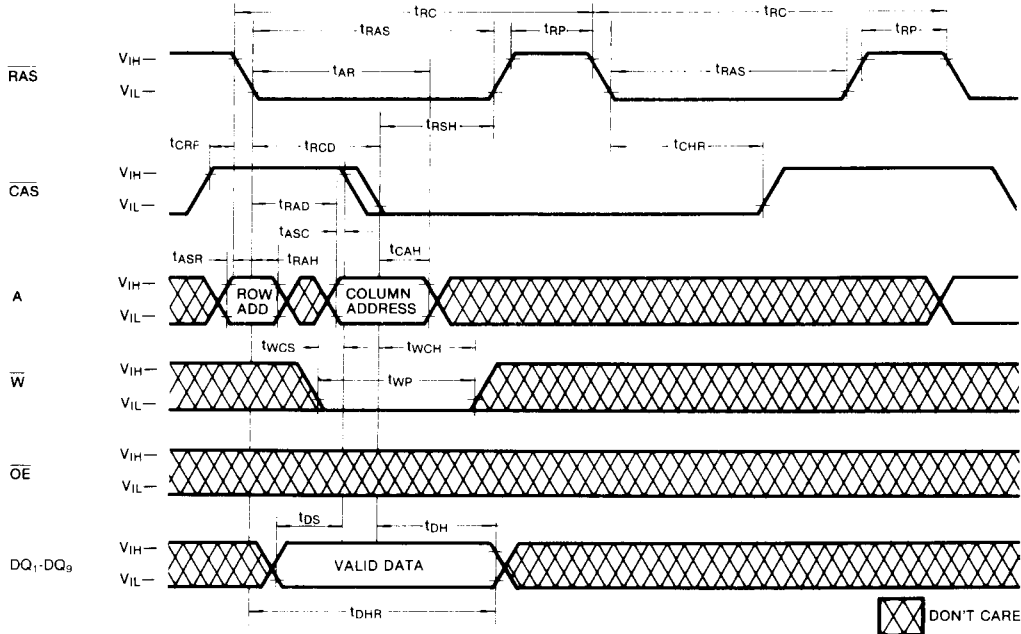 tRC tRC
tRAS tRP tRP
RAS VIH
VIL
tAR tRAS
tRSH
tCRP tRCD tCHR
CAS VIH
VIL
tRAD
tASC
tASR tRAH tCAH
A VIH
VIL
ROW
ADD
COLUMN
ADDRESS
tWCS tWCH
W VIH
VIL
tWP
OE VIH
VIL
tDS tDH
DQ1-DQ9 VIH
VIL
VALID DATA
tDHR
DON'T CARE